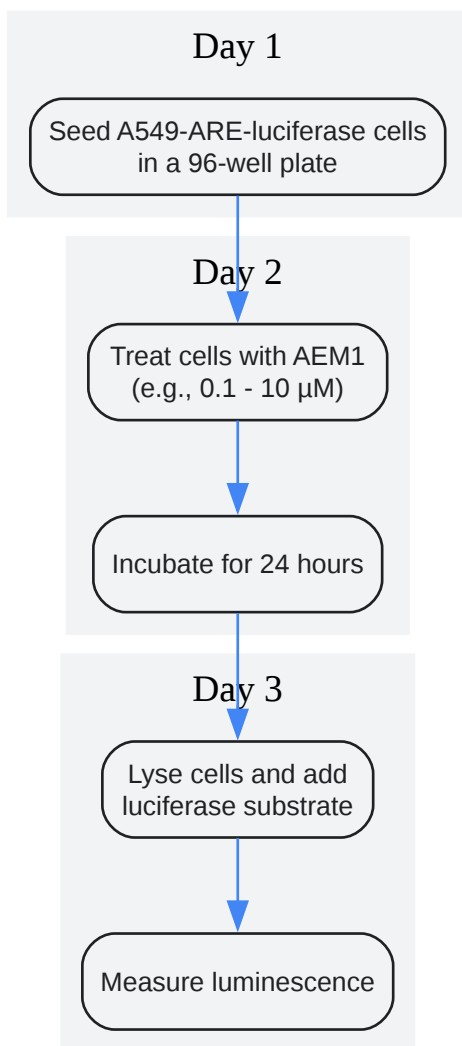 Day 1
Seed A549-ARE-luciferase cells
in a 96-well plate
Day 2
Treat cells with AEM1
(e.g., 0.1 - 10 µM)
Incubate for 24 hours
Day 3
Lyse cells and add
luciferase substrate
Measure luminescence